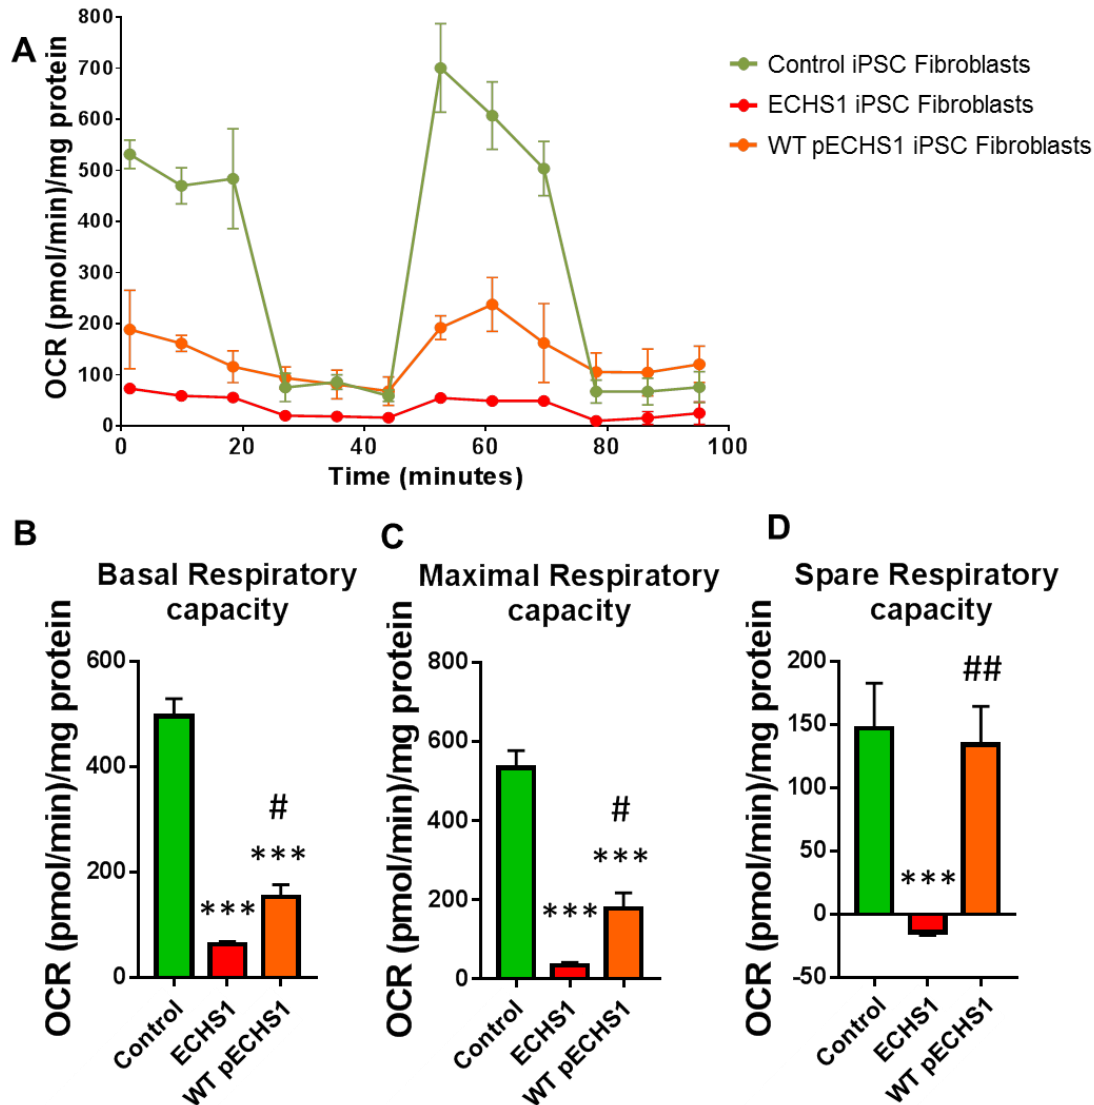 A
OCR (pmol/min)/mg protein
800
700
600
500
400
300
200
100
0
0 20 40 60 80 100
Time (minutes)
Control iPSC Fibroblasts
ECHS1 iPSC Fibroblasts
WT pECHS1 iPSC Fibroblasts
B
Basal Respiratory
capacity
OCR (pmol/min)/mg protein
600
400
200
0
***
***
#
Control
ECHS1
WT pECHS1
C
Maximal Respiratory
capacity
OCR (pmol/min)/mg protein
800
600
400
200
0
***
***
#
Control
ECHS1
WT pECHS1
D
Spare Respiratory
capacity
OCR (pmol/min)/mg protein
200
150
100
50
0
-50
***
##
Control
ECHS1
WT pECHS1